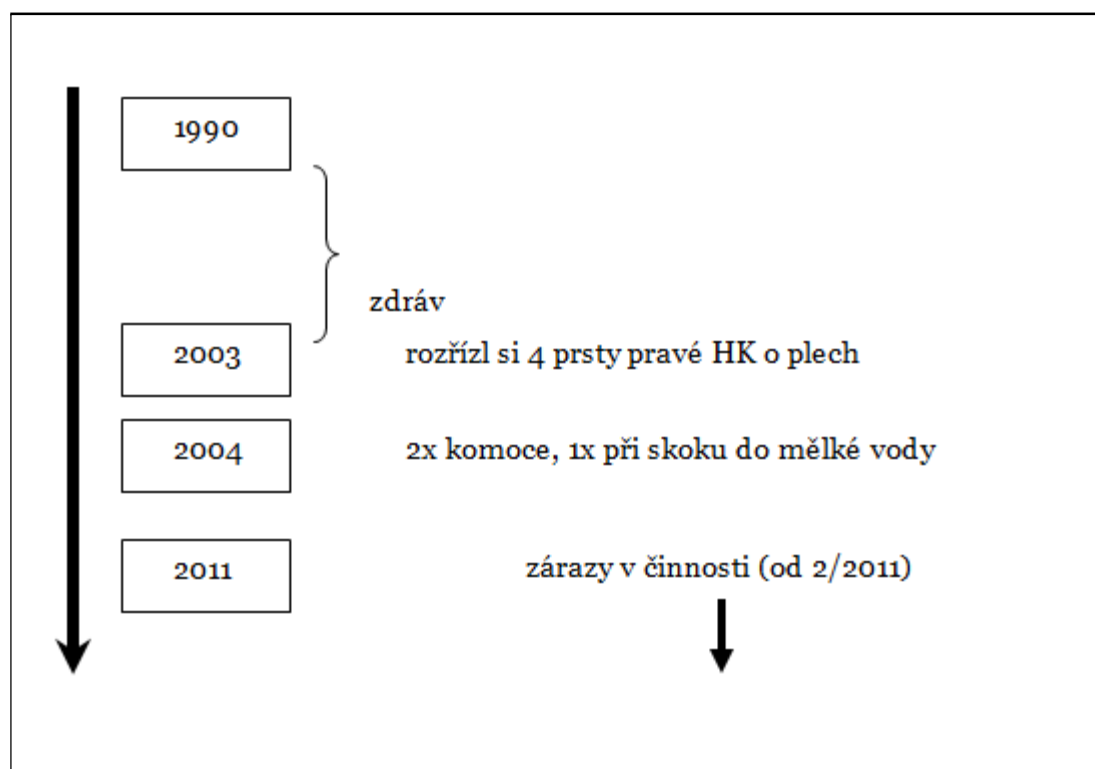 1990
zdráv
2003
rozřízl si 4 prsty pravé HK o plech
2004
2x komoce, 1x při skoku do mělké vody
2011
zárazy v činnosti (od 2/2011)